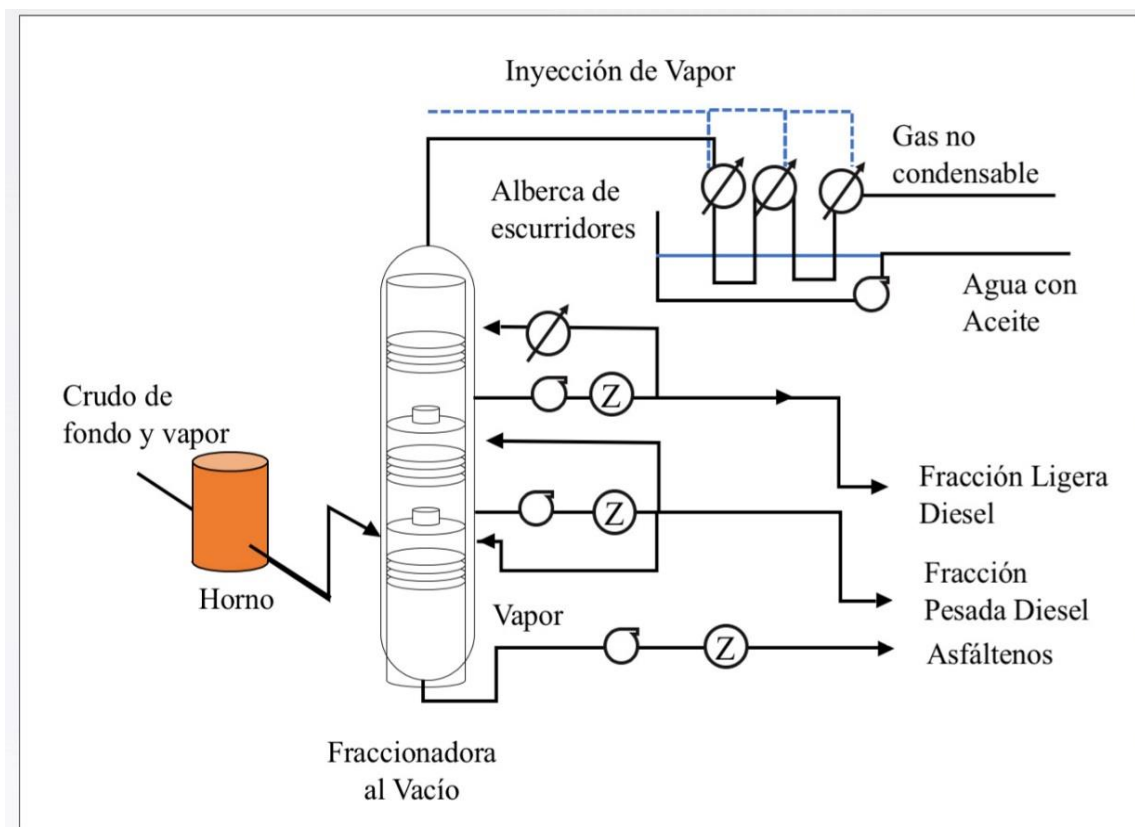 Inyección de Vapor
Gas no
condensable
Alberca de
escurridores
Agua con
Aceite
Crudo de
fondo y vapor
Z
Z
Fracción Ligera
Diesel
Horno
Fracción
Pesada Diesel
Vapor
Z
Asfáltenos
Fraccionadora
al Vacío